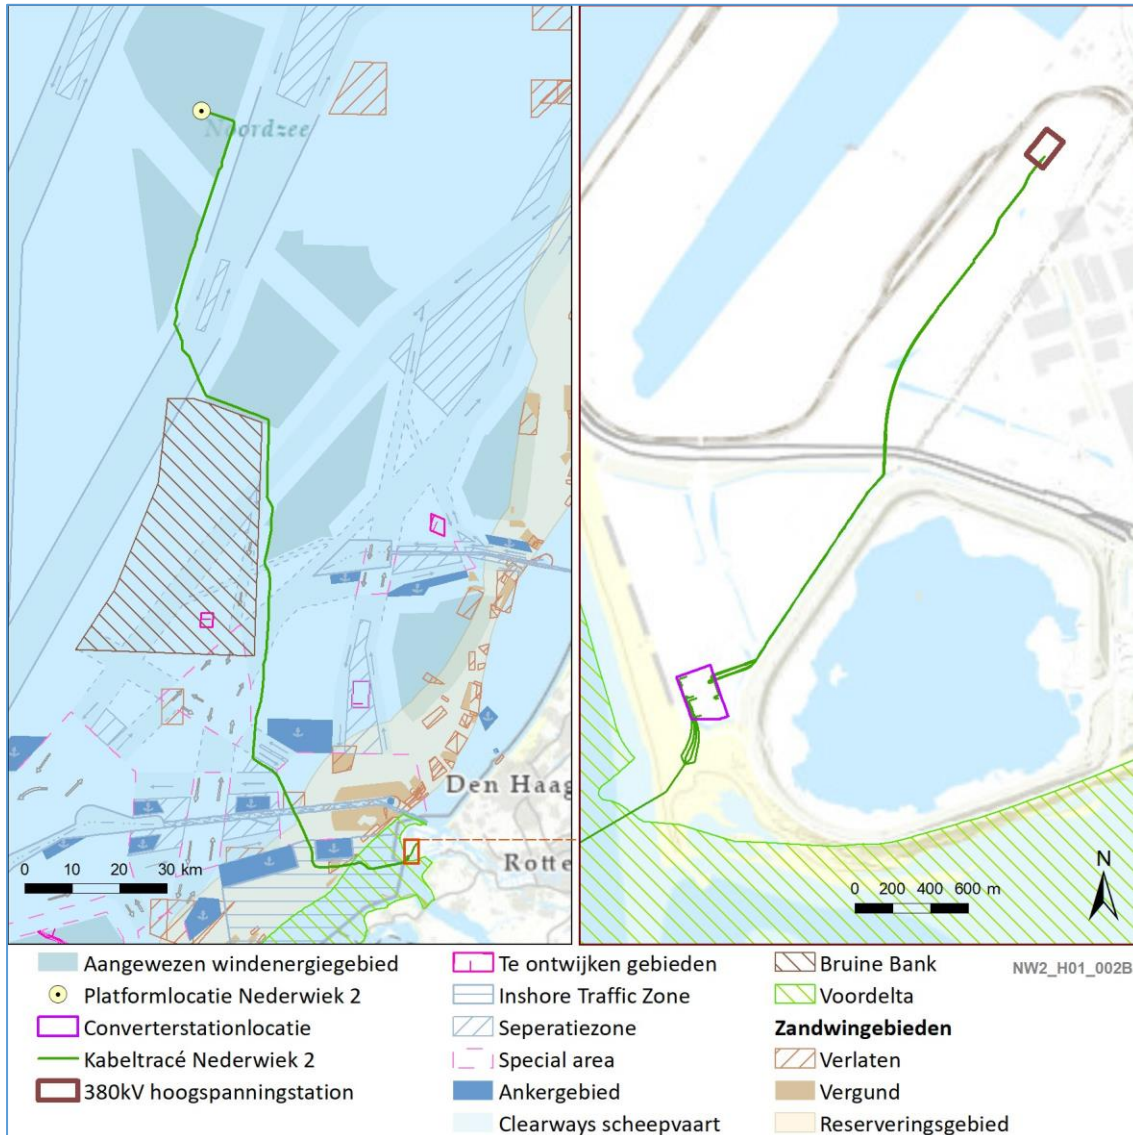 Noordzee
Den Haag
Rotte
0 10 20 30 km
N
0 200 400 600 m
Aangewezen windenergiegebied
Platformlocatie Nederwiek 2
Converterstationlocatie
Kabeltracé Nederwiek 2
380kV hoogspanningstation
Te ontwijken gebieden
Inshore Traffic Zone
Seperatiezone
Special area
Ankergebied
Clearways scheepvaart
Bruine Bank
Voordelta
Zandwingebieden
Verlaten
Vergund
Reserveringsgebied
NW2_H01_002B